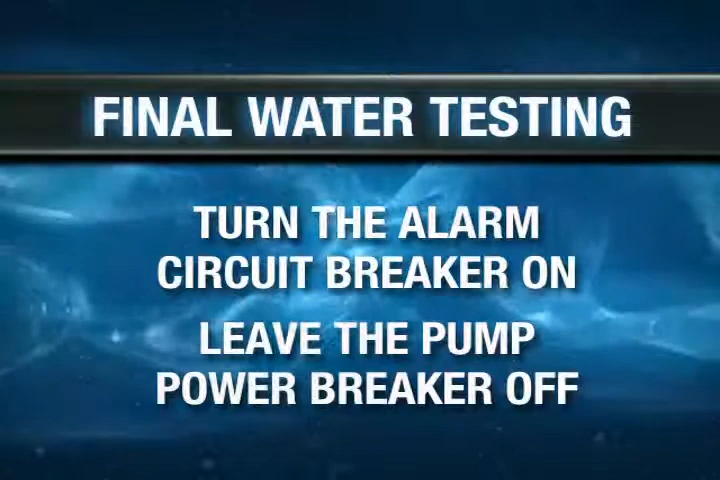 FINAL WATER TESTING
TURN THE ALARM
CIRCUIT BREAKER ON
LEAVE THE PUMP
POWER BREAKER OFF